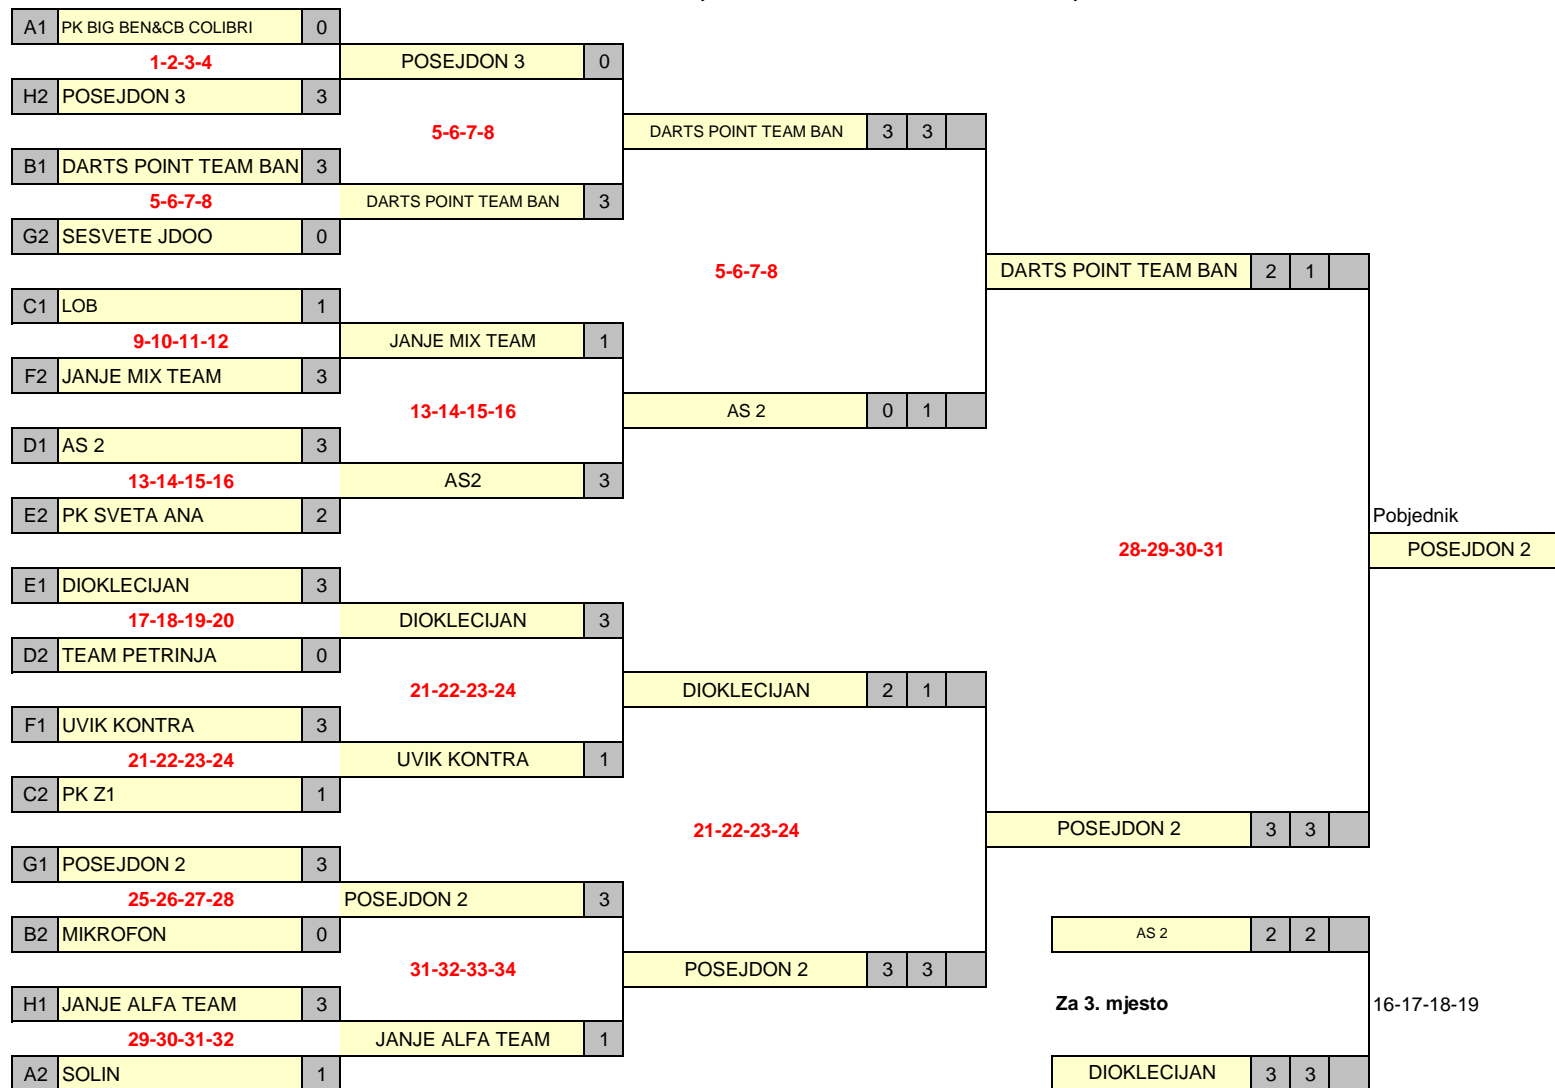 A1 PK BIG BEN&CB COLIBRI 0
1-2-3-4 POSEJDON 3 0
H2 POSEJDON 3 3
5-6-7-8 DARTS POINT TEAM BAN 3 3
B1 DARTS POINT TEAM BAN 3
5-6-7-8 DARTS POINT TEAM BAN 3
G2 SESVETE JDOO 0
5-6-7-8 DARTS POINT TEAM BAN 2 1
C1 LOB 1
9-10-11-12 JANJE MIX TEAM 1
F2 JANJE MIX TEAM 3
13-14-15-16 AS 2 0 1
D1 AS 2 3
13-14-15-16 AS2 3
E2 PK SVETA ANA 2 Pobjednik
28-29-30-31 POSEJDON 2
E1 DIOKLECIJAN 3
17-18-19-20 DIOKLECIJAN 3
D2 TEAM PETRINJA 0
21-22-23-24 DIOKLECIJAN 2 1
F1 UVIK KONTRA 3
21-22-23-24 UVIK KONTRA 1
C2 PK Z1 1
21-22-23-24 POSEJDON 2 3 3
G1 POSEJDON 2 3
25-26-27-28 POSEJDON 2 3
B2 MIKROFON 0 AS 2 2 2
31-32-33-34 POSEJDON 2 3 3
H1 JANJE ALFA TEAM 3 Za 3. mjesto 16-17-18-19
29-30-31-32 JANJE ALFA TEAM 1
A2 SOLIN 1 DIOKLECIJAN 3 3